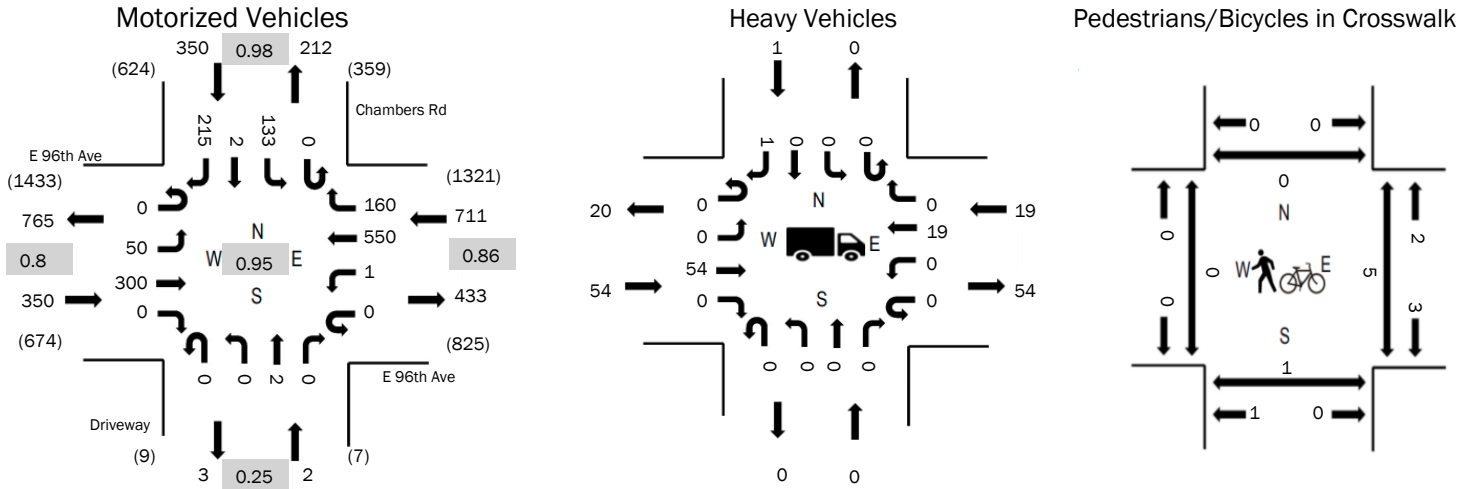 Motorized Vehicles
350 0.98 212
(624) (359)
Chambers Rd
215 2 133 0
E 96th Ave
(1433) (1321)
0 160
765 711
N 550
50
0.8 W 0.95 E 0.86
300 1
S
350 433
0 0
(674) (825)
0 0 2 0
E 96th Ave
Driveway
(9) (7)
3 0.25 2
Heavy Vehicles
1 0
1 0 0 0
0 N 0
20 19
0 19
W E
54 0
54 54
0 S 0
0 0 0 0
0 0
Pedestrians/Bicycles in Crosswalk
0 0
0
N
0 2
0 W E 5
0 3
S
1
1 0